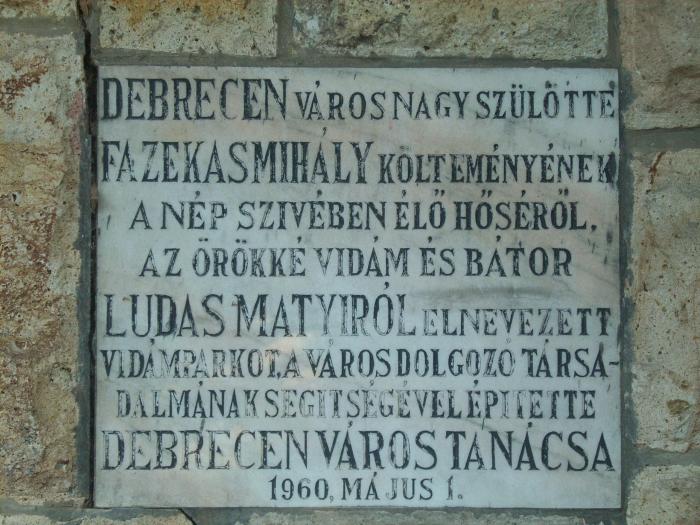 DEBRECEN VÁROS NAGY SZÜLÖTTE
FAZEKAS MIHÁLY KÖLTEMÉNYÉNEK
A NÉP SZIVÉBEN ÉLŐ HŐSÉRŐL,
AZ ÖRÖKKÉ VIDÁM ÉS BÁTOR
LUDAS MATYIRÓL ELNEVEZETT
VIDÁMPARKOT, A VÁROS DOLGOZÓ TÁRSA-
DALMÁNAK SEGITSÉGÉVEL ÉPITETTE
DEBRECEN VÁROS TANÁCSA
1960, MÁJUS 1.